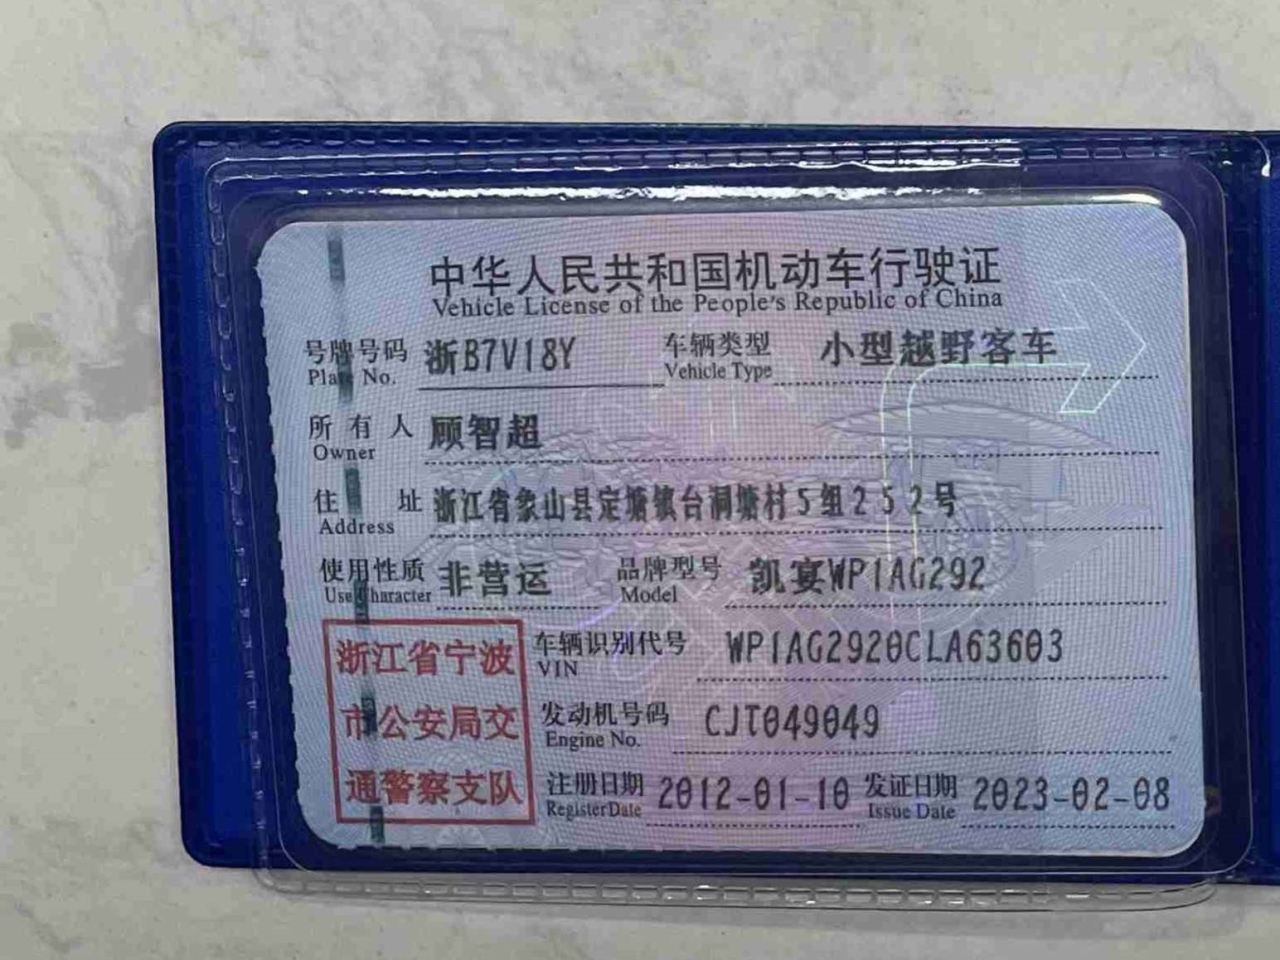 中华人民共和国机动车行驶证
Vehicle License of the People's Republic of China
号牌号码 浙B7V18Y 车辆类型 小型越野客车
Plate No. Vehicle Type
所有人 顾智超
Owner
住址 浙江省象山县定塘镇台洞塘村5组252号
Address
使用性质 非营运 品牌型号 凯宴WP1AG292
Use Character Model
浙江省宁波 车辆识别代号 WP1AG2920CLA63603
VIN
市公安局交 发动机号码 CJT049049
Engine No.
通警察支队 注册日期 2012-01-10 发证日期 2023-02-08
Register Date Issue Date